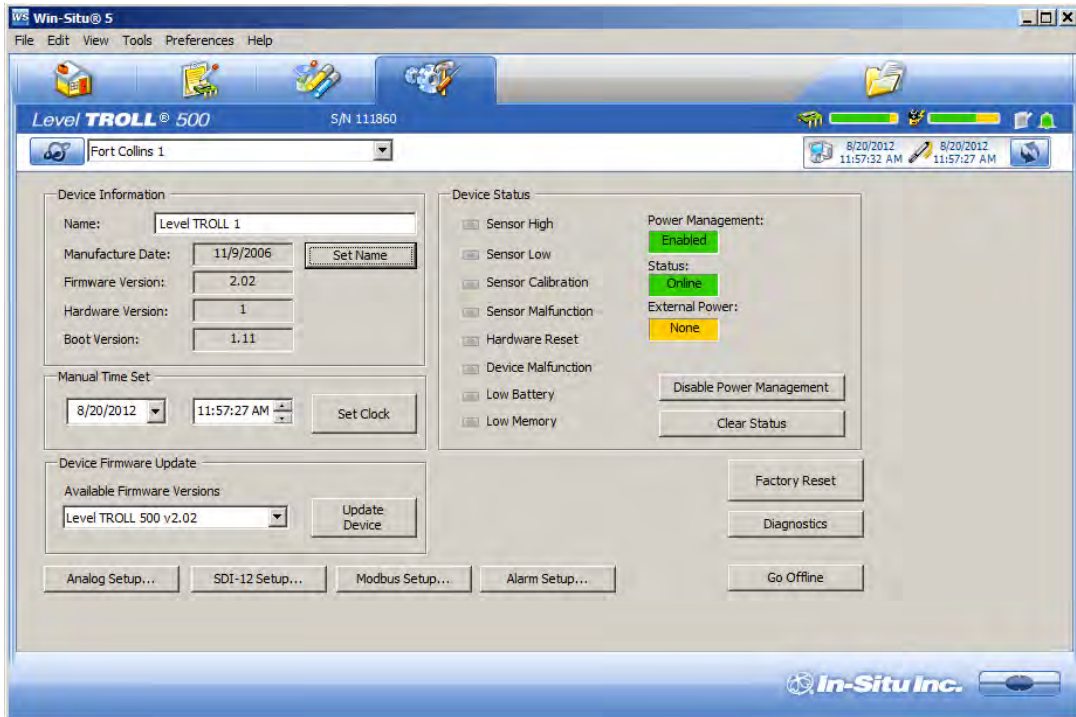 WS Win-Situ® 5
File Edit View Tools Preferences Help
Level TROLL® 500 S/N 111860
Fort Collins 1
8/20/2012 11:57:32 AM
8/20/2012 11:57:27 AM
Device Information
Name: Level TROLL 1
Manufacture Date: 11/9/2006 Set Name
Firmware Version: 2.02
Hardware Version: 1
Boot Version: 1.11
Manual Time Set
8/20/2012 11:57:27 AM Set Clock
Device Firmware Update
Available Firmware Versions
Level TROLL 500 v2.02
Update
Device
Device Status
Sensor High
Sensor Low
Sensor Calibration
Sensor Malfunction
Hardware Reset
Device Malfunction
Low Battery
Low Memory
Power Management:
Enabled
Status:
Online
External Power:
None
Disable Power Management
Clear Status
Factory Reset
Diagnostics
Analog Setup... SDI-12 Setup... Modbus Setup... Alarm Setup... Go Offline
In-Situ Inc.